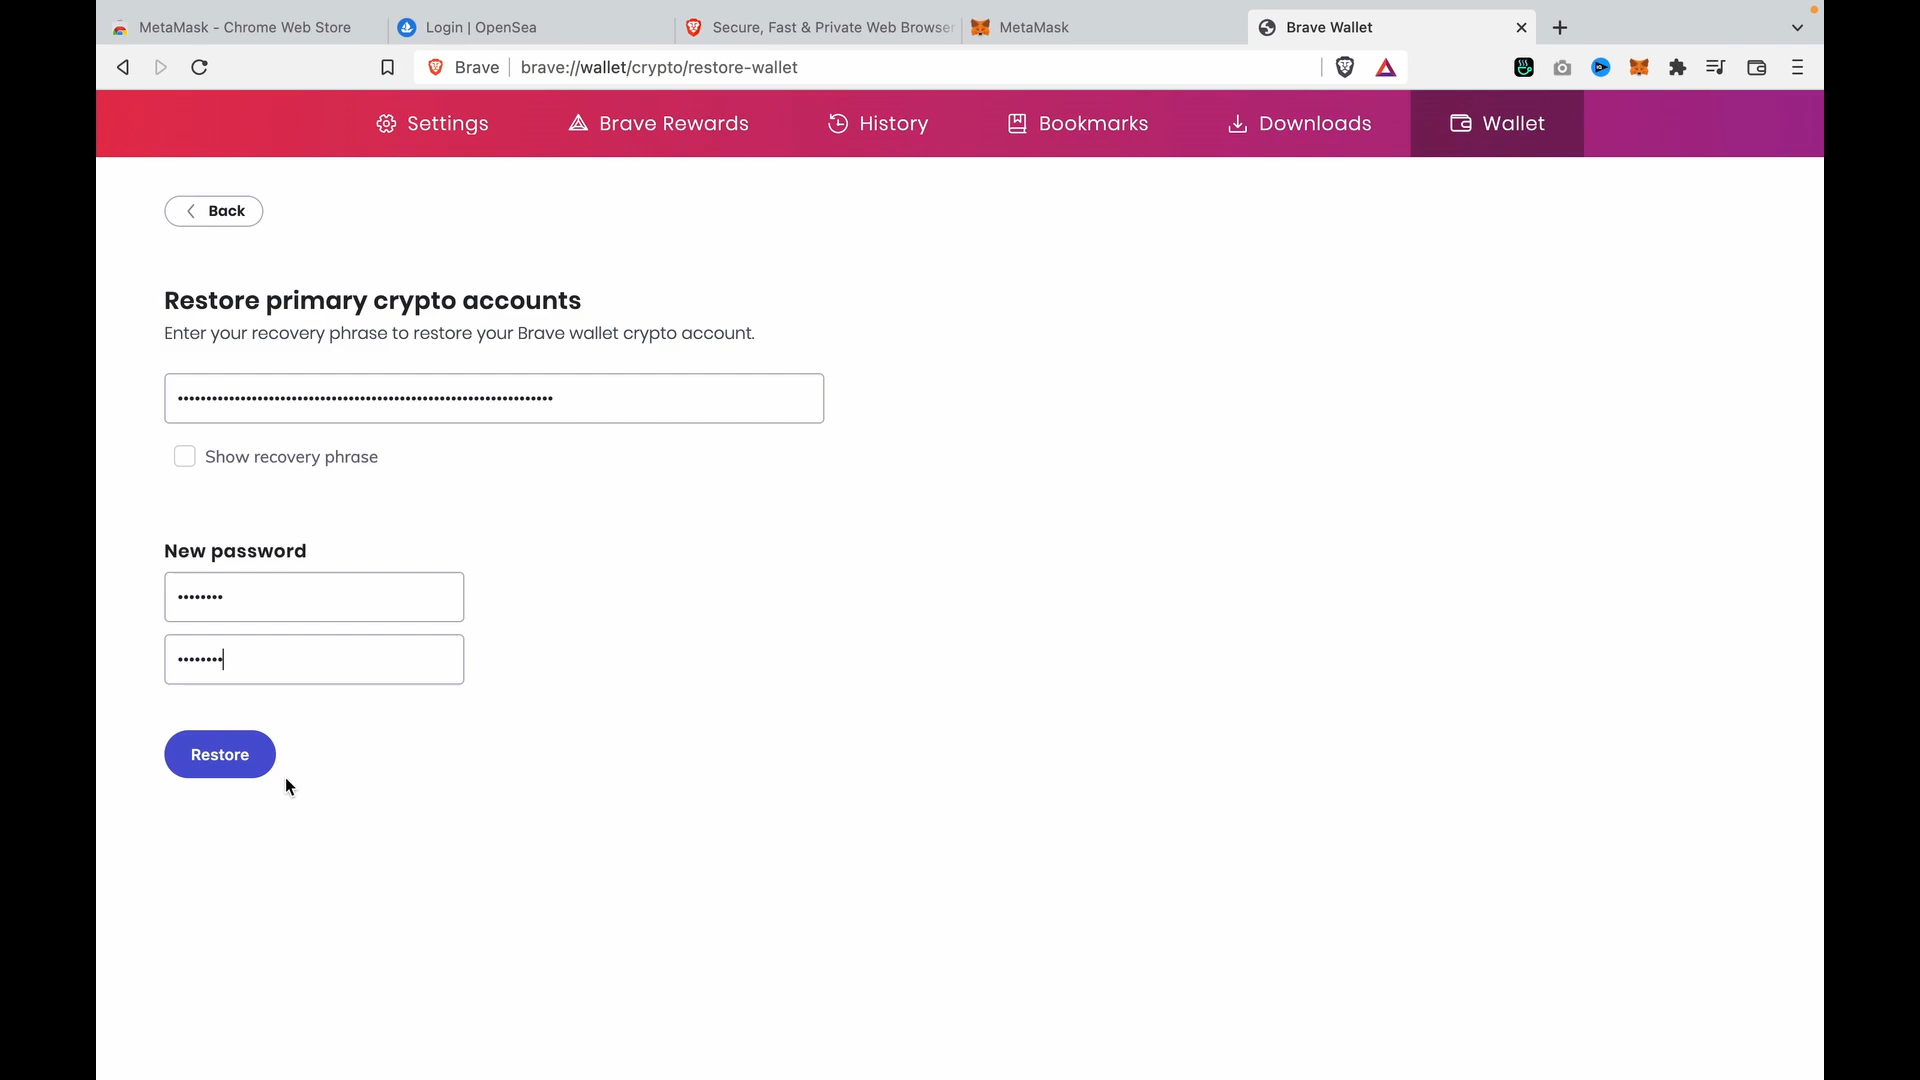 MetaMask - Chrome Web Store
Login | OpenSea
Secure, Fast & Private Web Browser
MetaMask
Brave Wallet
Brave
brave://wallet/crypto/restore-wallet
Settings
Brave Rewards
History
Bookmarks
Downloads
Wallet
Back
Restore primary crypto accounts
Enter your recovery phrase to restore your Brave wallet crypto account.
Show recovery phrase
New password
Restore